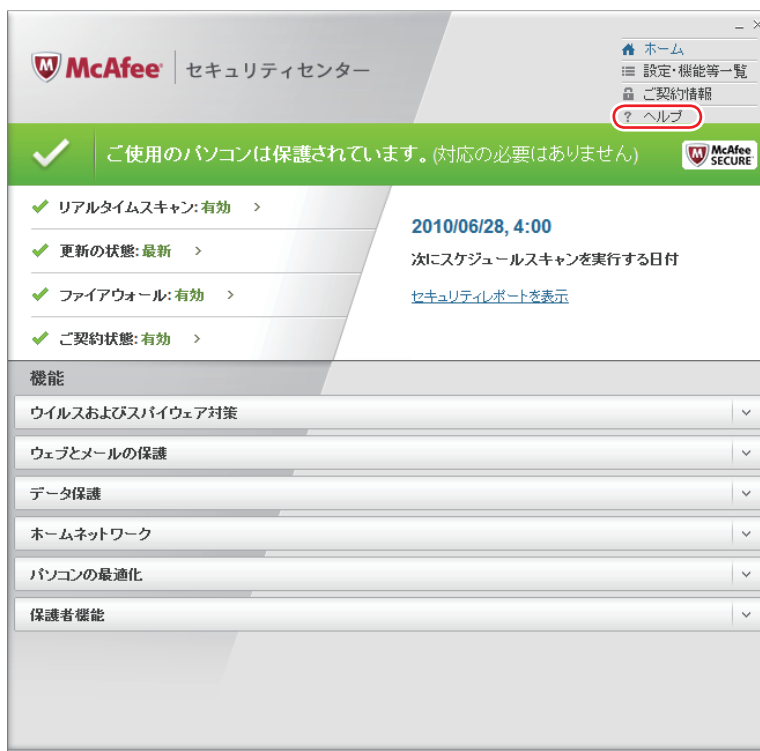 McAfee セキュリティセンター
ホーム
設定・機能等一覧
ご契約情報
? ヘルプ
ご使用のパソコンは保護されています。(対応の必要はありません)
McAfee SECURE
リアルタイムスキャン:有効 >
更新の状態:最新 >
ファイアウォール:有効 >
ご契約状態:有効 >
2010/06/28, 4:00
次にスケジュールスキャンを実行する日付
セキュリティレポートを表示
機能
ウイルスおよびスパイウェア対策
ウェブとメールの保護
データ保護
ホームネットワーク
パソコンの最適化
保護者機能